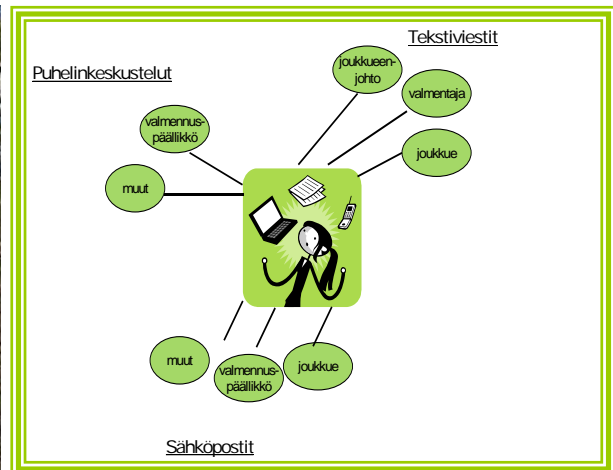 Tekstiviestit
joukkueen-
johto
valmentaja
joukkue
Puhelinkeskustelut
valmennus-
päällikkö
muut
muut
valmennus-
päällikkö
joukkue
Sähköpostit